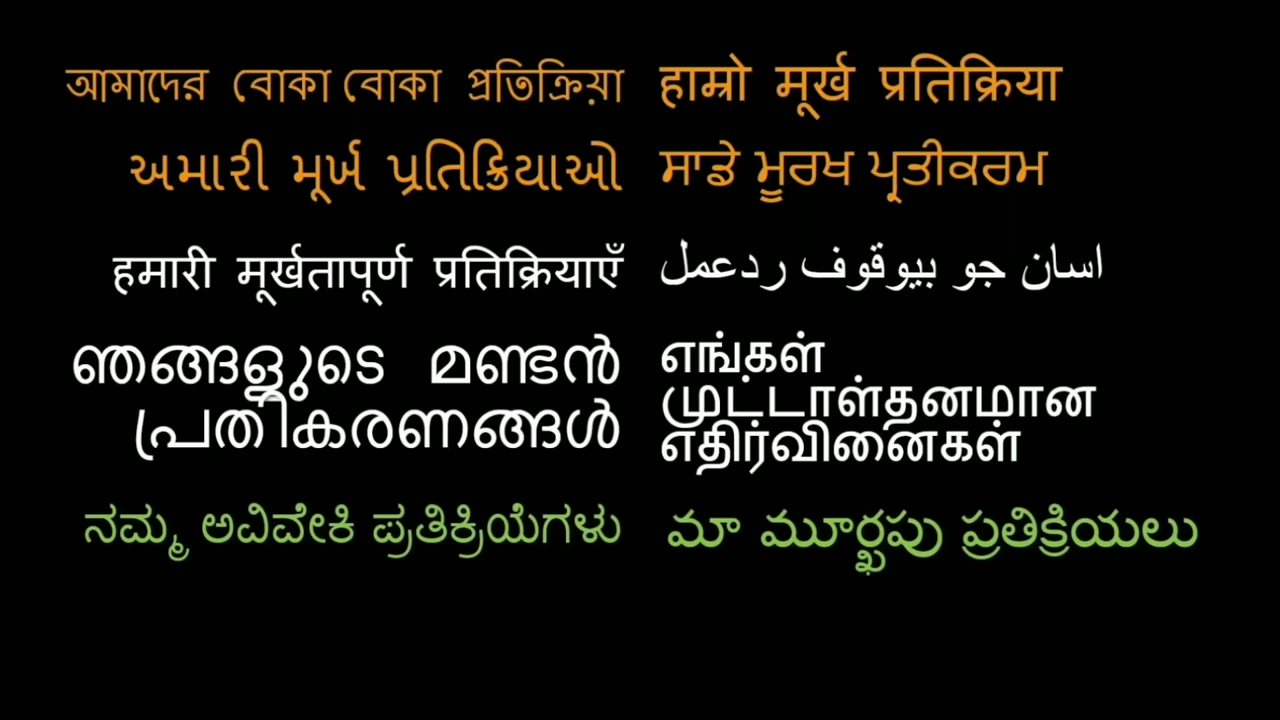 আমাদের বোকা বোকা প্রতিক্রিয়া
हाम्रो मूर्ख प्रतिक्रिया
અમારી મૂર્ખ પ્રતિક્રિયાઓ
ਸਾਡੇ ਮੂਰਖ ਪ੍ਰਤੀਕਰਮ
हमारी मूर्खतापूर्ण प्रतिक्रियाएँ
اسان جو بيوقوف ردعمل
ഞങ്ങളുടെ മണ്ടൻ
പ്രതികരണങ്ങൾ
எங்கள்
முட்டாள்தனமான
எதிர்வினைகள்
ನಮ್ಮ ಅವಿವೇಕಿ ಪ್ರತಿಕ್ರಿಯೆಗಳು
మా మూర్ఖపు ప్రతిక్రియలు